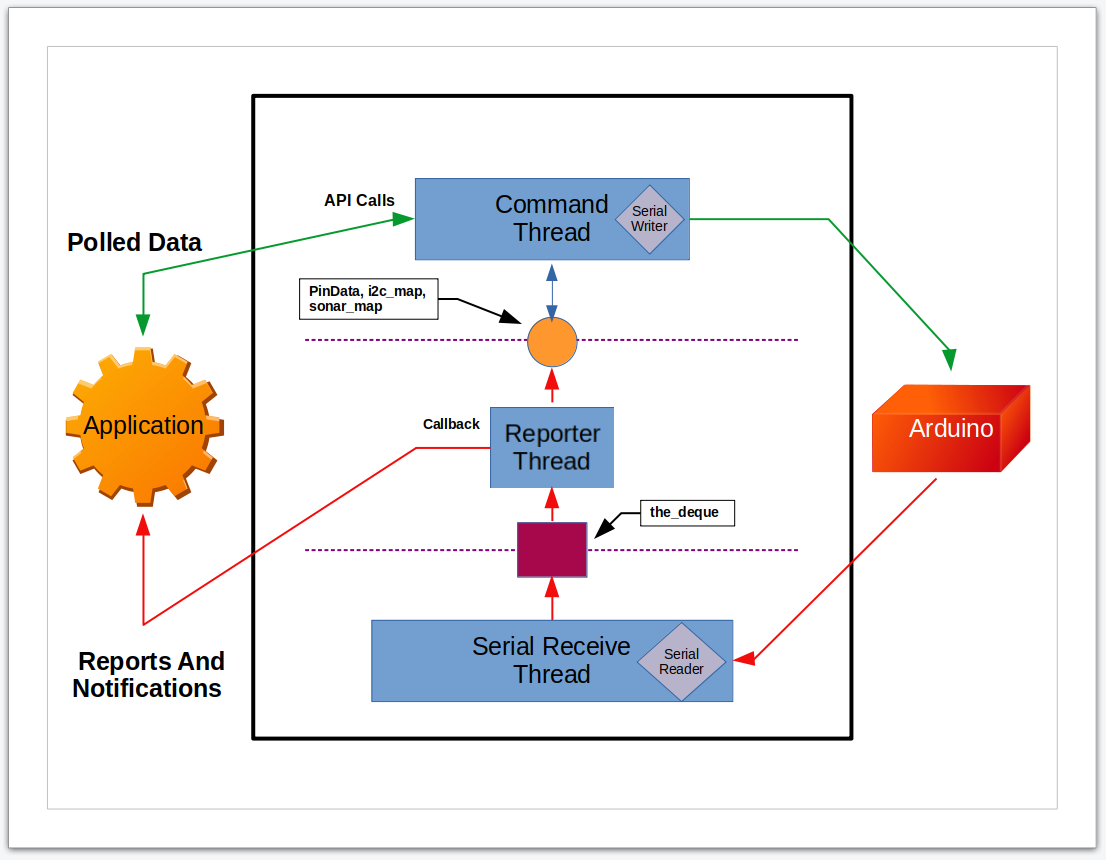 API Calls
Command
Thread
Serial
Writer
Polled Data
PinData, i2c_map,
sonar_map
Application
Callback
Reporter
Thread
Arduino
the_deque
Serial Receive
Thread
Serial
Reader
Reports And
Notifications